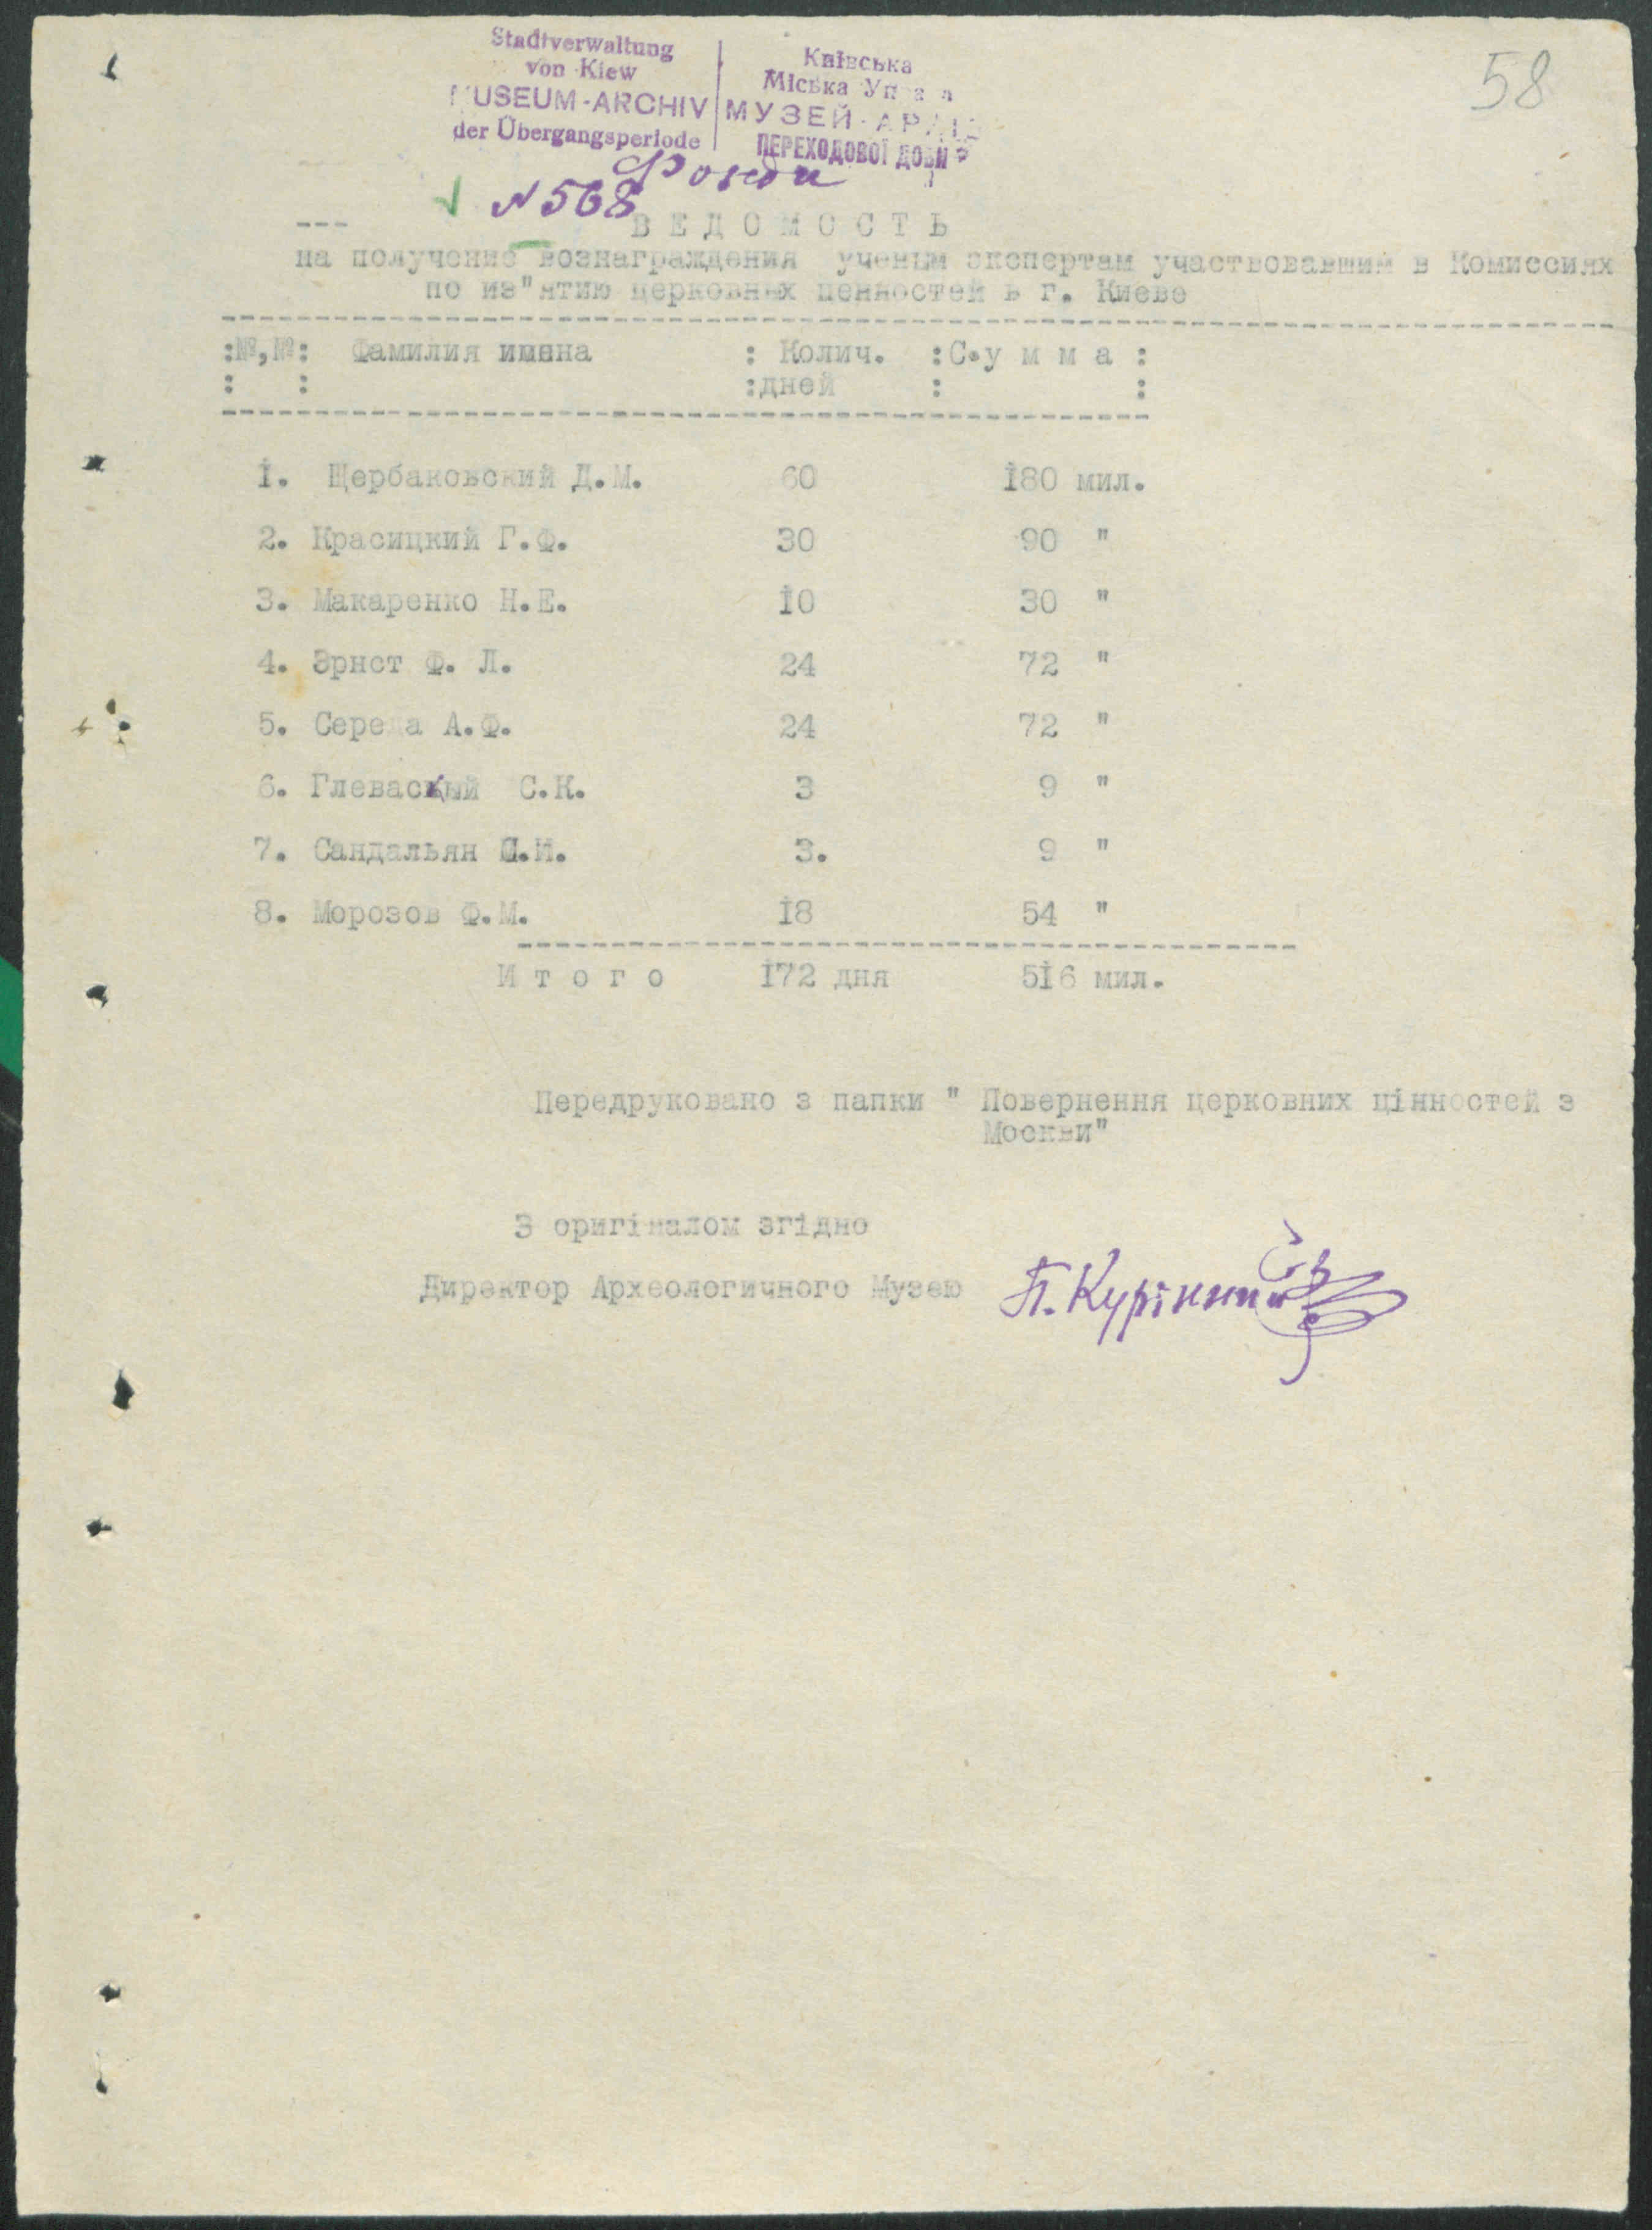 58
Stadtverwaltung
von Kiew
MUSEUM-ARCHIV
der Übergangsperiode
Київська
Міська Управа
МУЗЕЙ-АРХІВ
ПЕРЕХОДОВОЇ ДОБИ
Фонди
№ 568
ВЕДОМОСТЬ
на получение вознаграждения ученым экспертам участвовавшим в Комиссиях
по из"ятию церковных ценностей в г. Киеве
:№,№: Фамилия имена : Колич. :С.у м м а :
: : :дней : :
1. Щербаковский Д.М. 60 180 мил.
2. Красицкий Г.Ф. 30 90 "
3. Макаренко Н.Е. 10 30 "
4. Эрнст Ф. Л. 24 72 "
5. Середа А.Ф. 24 72 "
6. Глеваский С.К. 3 9 "
7. Сандальян И. 3. 9 "
8. Морозов Ф.М. 18 54 "
И т о г о 172 дня 516 мил.
Передруковано з папки " Повернення церковних цінностей з
Москви"
З оригіналом згідно
Директор Археологичного Музею П. Курінний